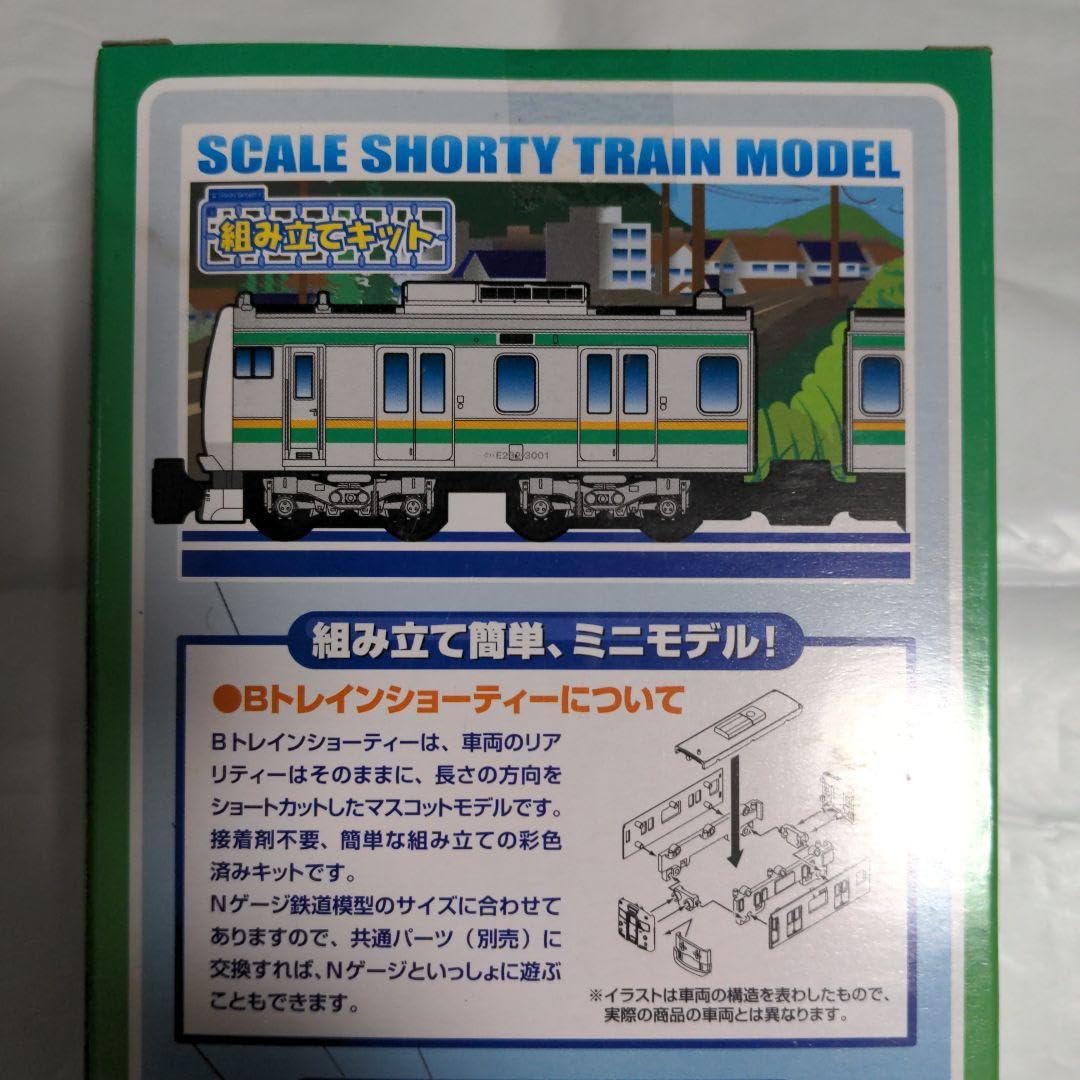 SCALE SHORTY TRAIN MODEL
組み立てキット
クハE232-3001
組み立て簡単、ミニモデル!
●Bトレインショーティーについて
Bトレインショーティーは、車両のリア
リティーはそのままに、長さの方向を
ショートカットしたマスコットモデルです。
接着剤不要、簡単な組み立ての彩色
済みキットです。
Nゲージ鉄道模型のサイズに合わせて
ありますので、共通パーツ(別売)に
交換すれば、Nゲージといっしょに遊ぶ
こともできます。
※イラストは車両の構造を表わしたもので、
実際の商品の車両とは異なります。